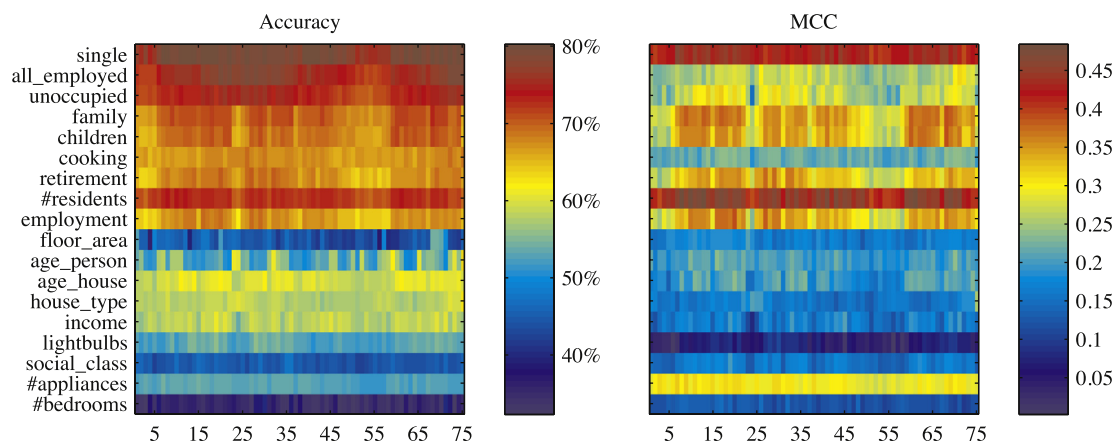 Accuracy
MCC
single
all_employed
unoccupied
family
children
cooking
retirement
#residents
employment
floor_area
age_person
age_house
house_type
income
lightbulbs
social_class
#appliances
#bedrooms
5 15 25 35 45 55 65 75
80%
70%
60%
50%
40%
5 15 25 35 45 55 65 75
0.45
0.4
0.35
0.3
0.25
0.2
0.15
0.1
0.05